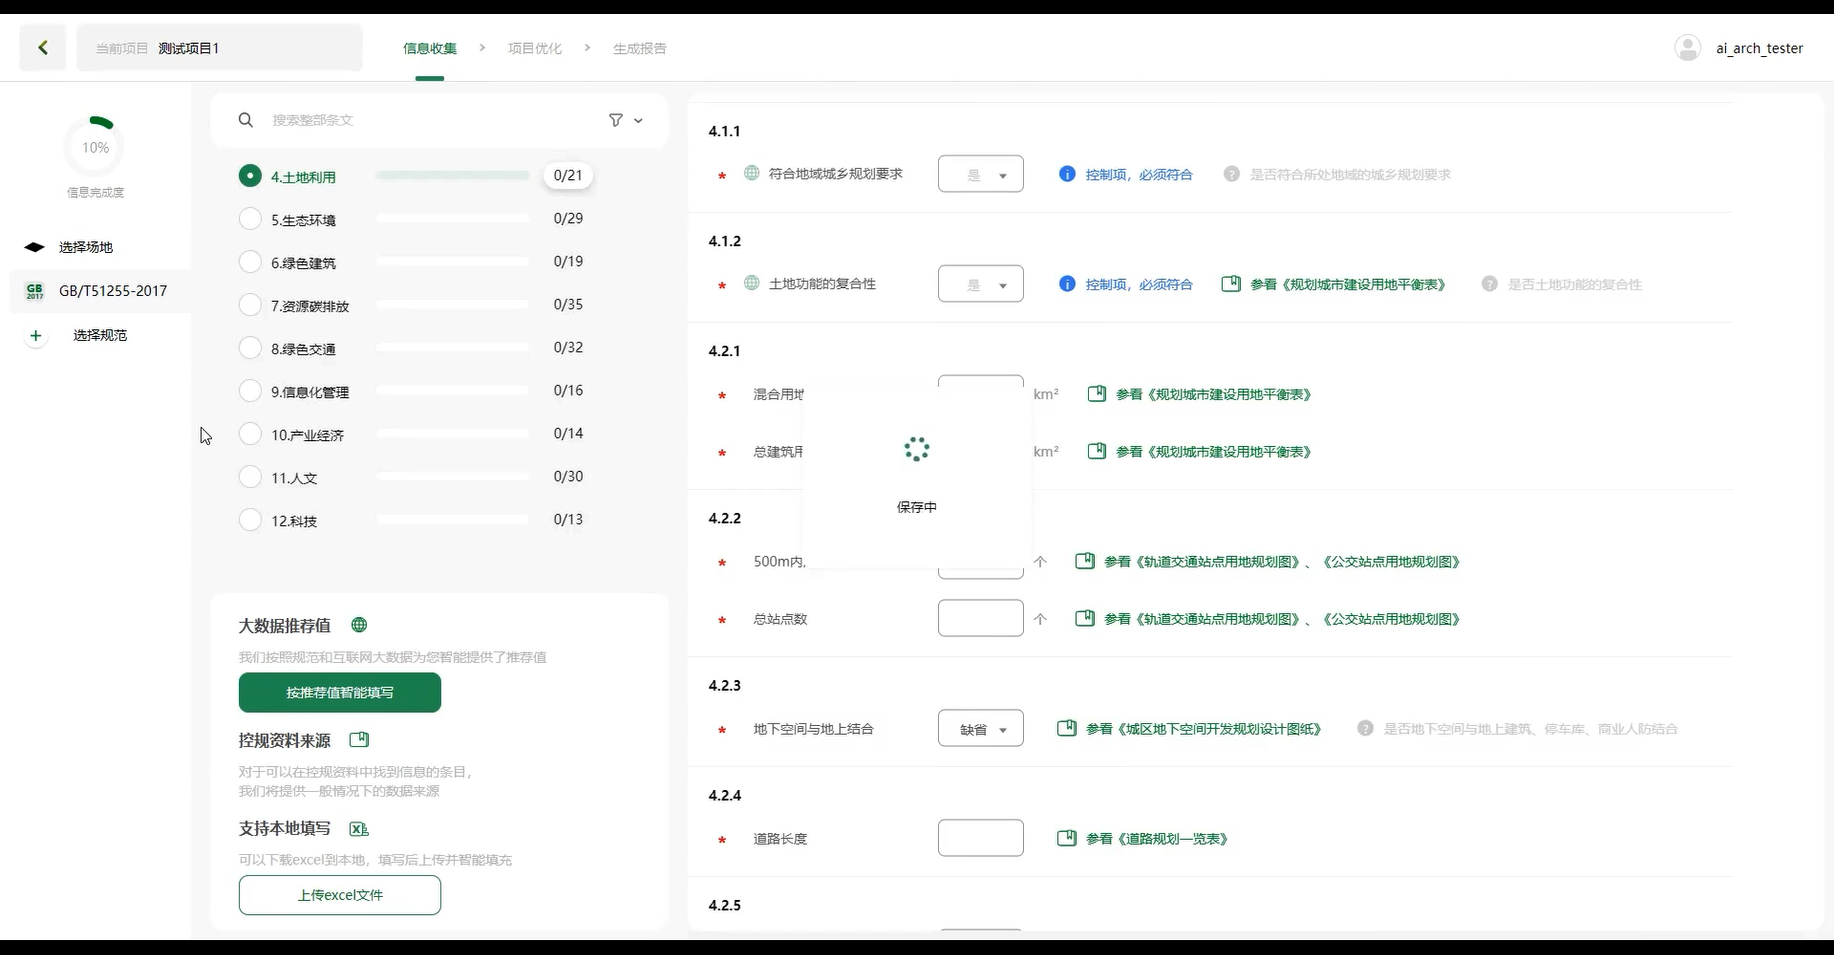 当前项目 测试项目1
信息收集 > 项目优化 > 生成报告
ai_arch_tester
10%
信息完成度
选择场地
GB 2017 GB/T51255-2017
+ 选择规范
搜索整部条文
4.土地利用 0/21
5.生态环境 0/29
6.绿色建筑 0/19
7.资源碳排放 0/35
8.绿色交通 0/32
9.信息化管理 0/16
10.产业经济 0/14
11.人文 0/30
12.科技 0/13
大数据推荐值
我们按照规范和互联网大数据为您智能提供了推荐值
按推荐值智能填写
控规资料来源
对于可以在控规资料中找到信息的条目，
我们将提供一般情况下的数据来源
支持本地填写
可以下载excel到本地，填写后上传并智能填充
上传excel文件
4.1.1
* 符合地域城乡规划要求 是 控制项，必须符合 ? 是否符合所处地域的城乡规划要求
4.1.2
* 土地功能的复合性 是 控制项，必须符合 参看《规划城市建设用地平衡表》 ? 是否土地功能的复合性
4.2.1
* 混合用地 km² 参看《规划城市建设用地平衡表》
* 总建筑用 km² 参看《规划城市建设用地平衡表》
保存中
4.2.2
* 500m内 个 参看《轨道交通站点用地规划图》、《公交站点用地规划图》
* 总站点数 个 参看《轨道交通站点用地规划图》、《公交站点用地规划图》
4.2.3
* 地下空间与地上结合 缺省 参看《城区地下空间开发规划设计图纸》 ? 是否地下空间与地上建筑、停车库、商业人防结合
4.2.4
* 道路长度 参看《道路规划一览表》
4.2.5